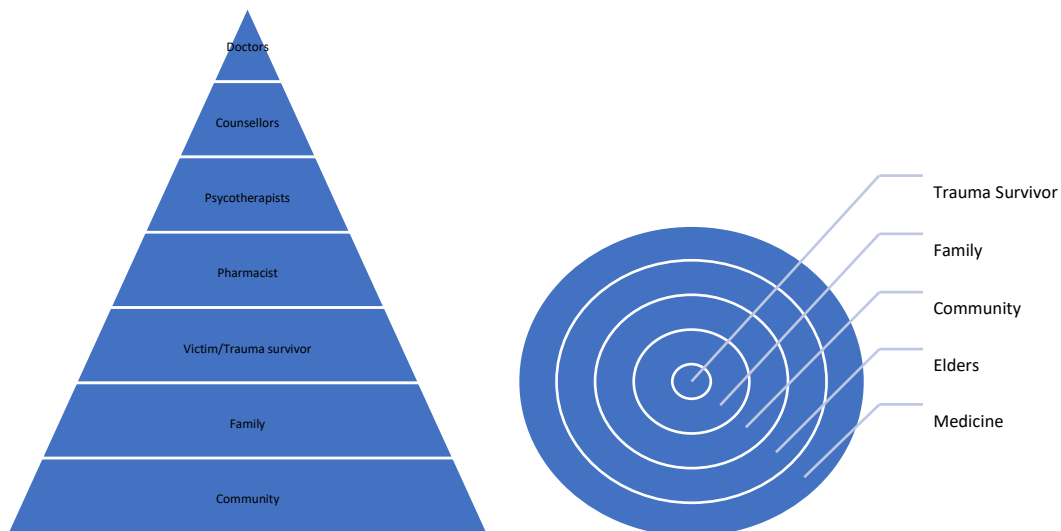 Doctors
Counsellors
Psycotherapists
Pharmacist
Victim/Trauma survivor
Family
Community
Trauma Survivor
Family
Community
Elders
Medicine